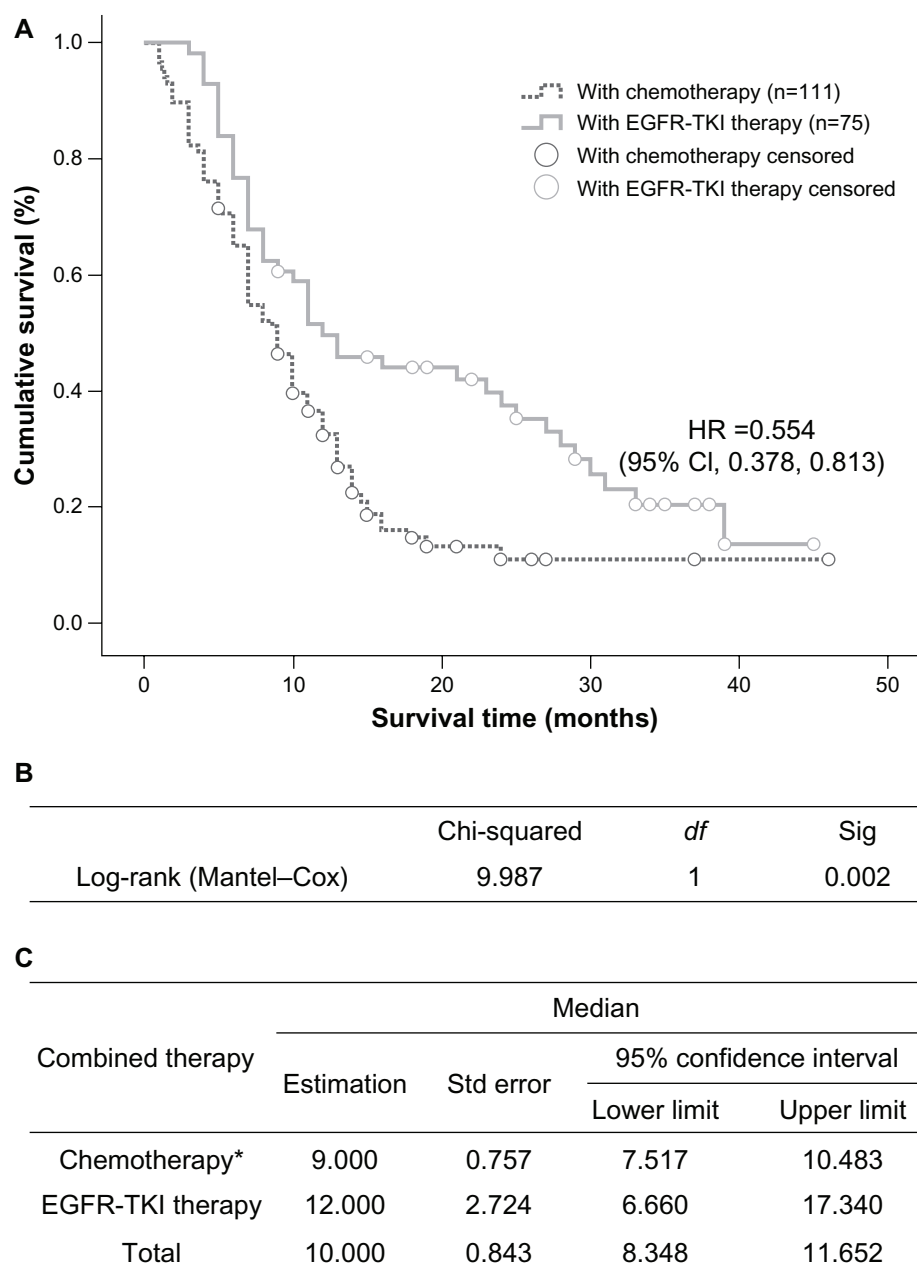 A
1.0
0.8
0.6
0.4
0.2
0.0
Cumulative survival (%)
With chemotherapy (n=111)
With EGFR-TKI therapy (n=75)
With chemotherapy censored
With EGFR-TKI therapy censored
HR =0.554
(95% CI, 0.378, 0.813)
0 10 20 30 40 50
Survival time (months)
B
Chi-squared df Sig
Log-rank (Mantel–Cox) 9.987 1 0.002
C
Median
Combined therapy
95% confidence interval
Estimation Std error
Lower limit Upper limit
Chemotherapy* 9.000 0.757 7.517 10.483
EGFR-TKI therapy 12.000 2.724 6.660 17.340
Total 10.000 0.843 8.348 11.652